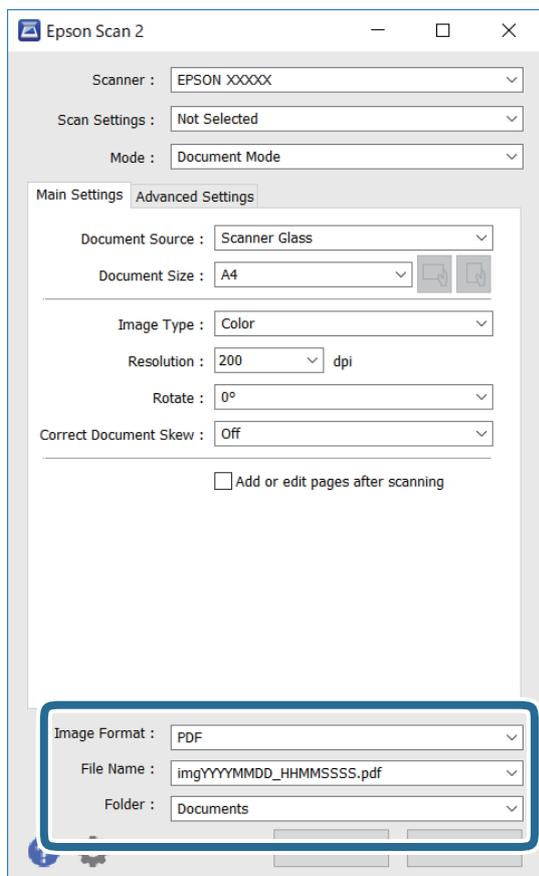 Epson Scan 2
Scanner : EPSON XXXXX
Scan Settings : Not Selected
Mode : Document Mode
Main Settings Advanced Settings
Document Source : Scanner Glass
Document Size : A4
Image Type : Color
Resolution : 200 dpi
Rotate : 0°
Correct Document Skew : Off
Add or edit pages after scanning
Image Format : PDF
File Name : imgYYYYMMDD_HHMMSSSS.pdf
Folder : Documents